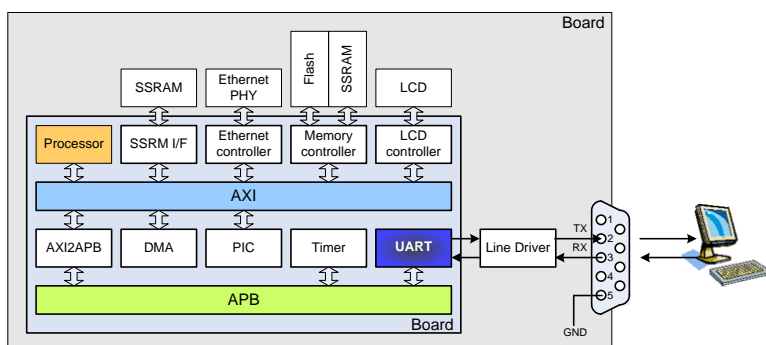 Board
Flash
SSRAM
SSRAM
Ethernet
PHY
LCD
Processor
SSRM I/F
Ethernet
controller
Memory
controller
LCD
controller
AXI
AXI2APB
DMA
PIC
Timer
UART
Line Driver
TX
RX
1
2
3
4
5
APB
Board
GND